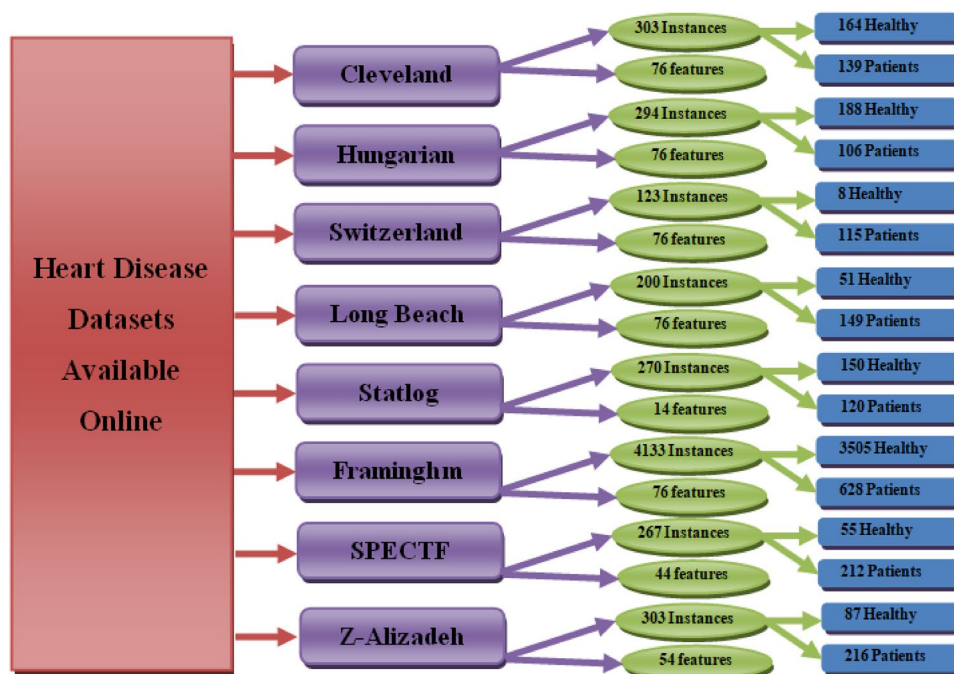 Heart Disease
Datasets
Available
Online
Cleveland
303 Instances
76 features
164 Healthy
139 Patients
Hungarian
294 Instances
76 features
188 Healthy
106 Patients
Switzerland
123 Instances
76 features
8 Healthy
115 Patients
Long Beach
200 Instances
76 features
51 Healthy
149 Patients
Statlog
270 Instances
14 features
150 Healthy
120 Patients
Framinghm
4133 Instances
76 features
3505 Healthy
628 Patients
SPECTF
267 Instances
44 features
55 Healthy
212 Patients
Z-Alizadeh
303 Instances
54 features
87 Healthy
216 Patients